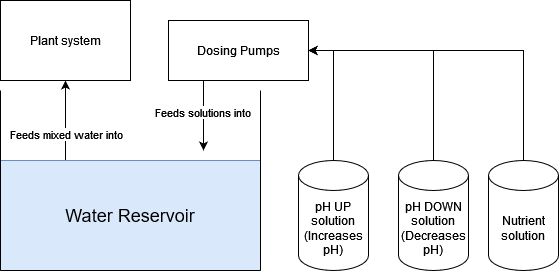 Plant system
Dosing Pumps
Feeds solutions into
Feeds mixed water into
Water Reservoir
pH UP
solution
(Increases
pH)
pH DOWN
solution
(Decreases
pH)
Nutrient
solution